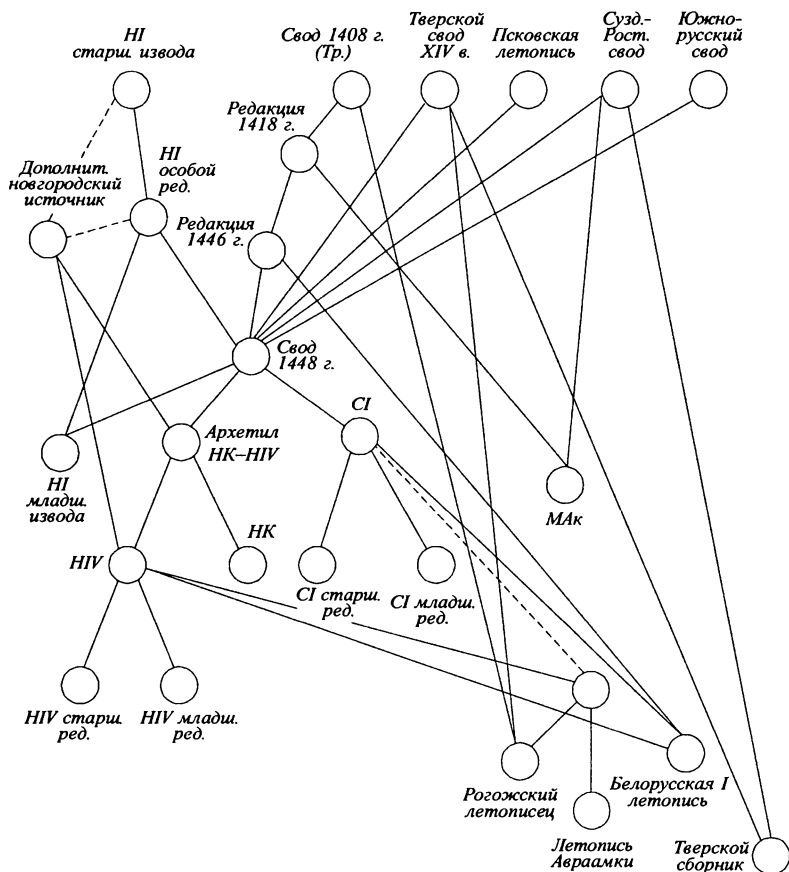 НI
старш. извода
Свод 1408 г.
(Тр.)
Тверской
свод
XIV в.
Псковская
летопись
Сузд.-
Рост.
свод
Южно-
русский
свод
Редакция
1418 г.
Дополнит.
новгородский
источник
НI
особой
ред.
Редакция
1446 г.
Свод
1448 г.
НI
младш.
извода
Архетил
НК–НIV
СI
МАк
НIV
НК
СI старш.
ред.
СI младш.
ред.
НIV старш.
ред.
НIV младш.
ред.
Рогожский
летописец
Летопись
Авраамки
Белорусская I
летопись
Тверской
сборник